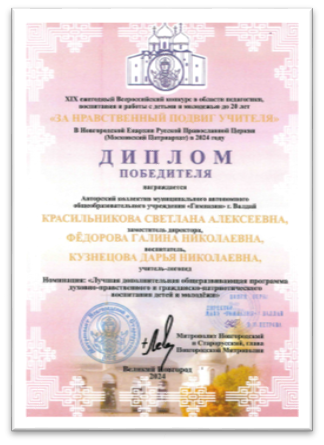 XIX ежегодный Всероссийский конкурс в области педагогики,
воспитания и работы с детьми и молодежью до 20 лет
«ЗА НРАВСТВЕННЫЙ ПОДВИГ УЧИТЕЛЯ»
В Новгородской Епархии Русской Православной Церкви
(Московский Патриархат) в 2024 году
ДИПЛОМ
ПОБЕДИТЕЛЯ
награждается
Авторский коллектив муниципального автономного
общеобразовательного учреждения «Гимназия» г. Валдай
КРАСИЛЬНИКОВА СВЕТЛАНА АЛЕКСЕЕВНА,
заместитель директора,
ФЁДОРОВА ГАЛИНА НИКОЛАЕВНА,
воспитатель,
КУЗНЕЦОВА ДАРЬЯ НИКОЛАЕВНА,
учитель-логопед
Номинация: «Лучшая дополнительная общеразвивающая программа
духовно-нравственного и гражданско-патриотического
воспитания детей и молодёжи»
Митрополит Новгородский
и Старорусский, глава
Новгородской Митрополии
Великий Новгород
2024